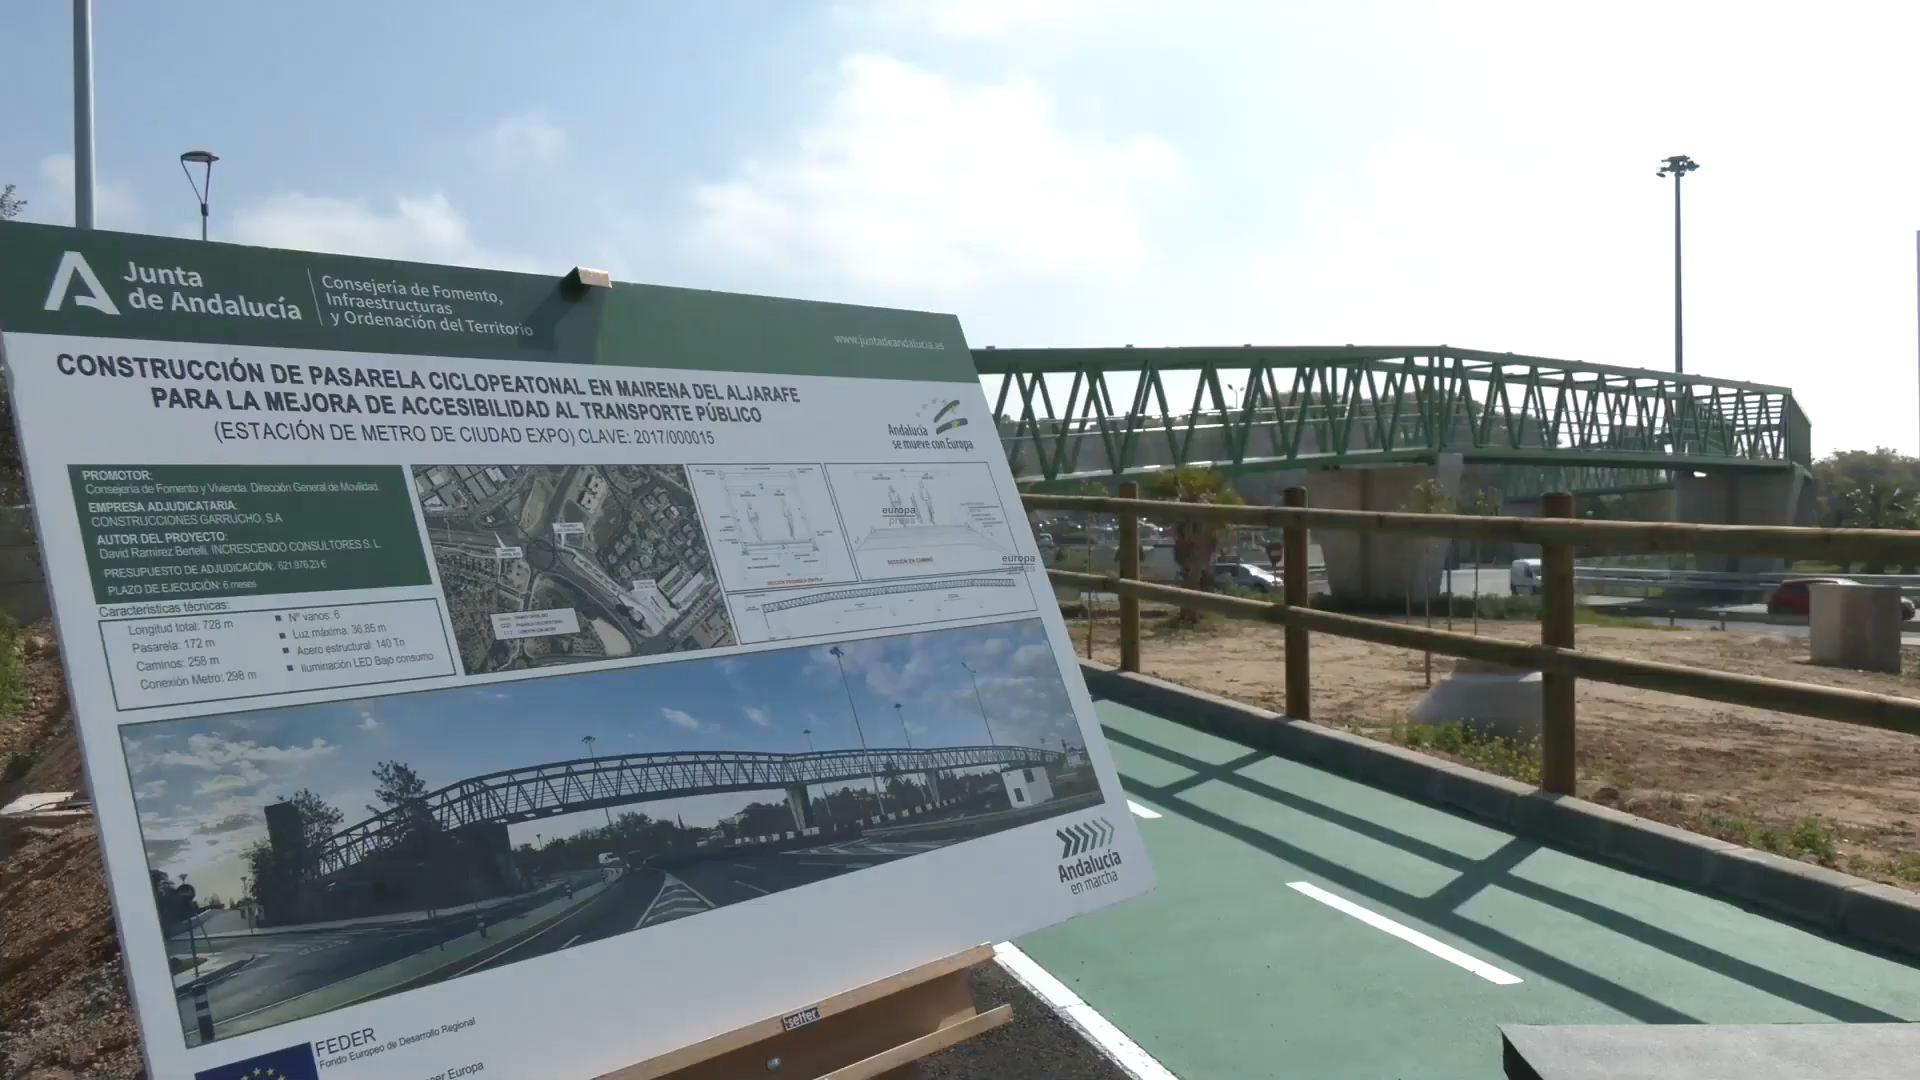 Junta
de Andalucía
Consejería de Fomento,
Infraestructuras
y Ordenación del Territorio
www.juntadeandalucia.es
CONSTRUCCIÓN DE PASARELA CICLOPEATONAL EN MAIRENA DEL ALJARAFE
PARA LA MEJORA DE ACCESIBILIDAD AL TRANSPORTE PÚBLICO
(ESTACIÓN DE METRO DE CIUDAD EXPO) CLAVE: 2017/000015
Andalucía
se mueve con Europa
PROMOTOR:
Consejería de Fomento y Vivienda. Dirección General de Movilidad.
EMPRESA ADJUDICATARIA:
CONSTRUCCIONES GARRUCHO, S.A
AUTOR DEL PROYECTO:
David Ramírez Bertelli. INCRESCENDO CONSULTORES S. L.
PRESUPUESTO DE ADJUDICACIÓN: 621.976,23 €
PLAZO DE EJECUCIÓN: 6 meses
Características técnicas:
Longitud total: 728 m
Pasarela: 172 m
Caminos: 258 m
Conexión Metro: 298 m
Nº vanos: 6
Luz máxima: 36,85 m
Acero estructural: 140 Tn
Iluminación LED Bajo consumo
europa
press
europa
press
SECCIÓN EN CAMINO
Andalucía
en marcha
FEDER
Fondo Europeo de Desarrollo Regional
Europa
setter